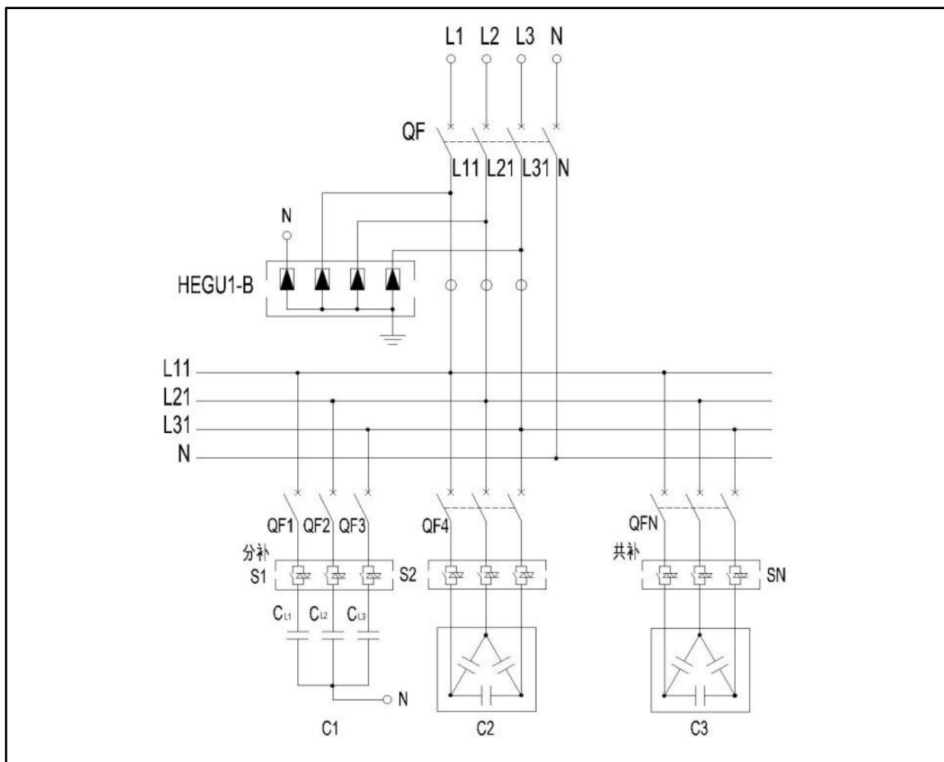 L1 L2 L3 N
QF
L11 L21 L31 N
N
HEGU1-B
L11
L21
L31
N
QF1 QF2 QF3 QF4 QFN
分补 共补
S1 S2 SN
CL1 CL2 CL3
N
C1 C2 C3